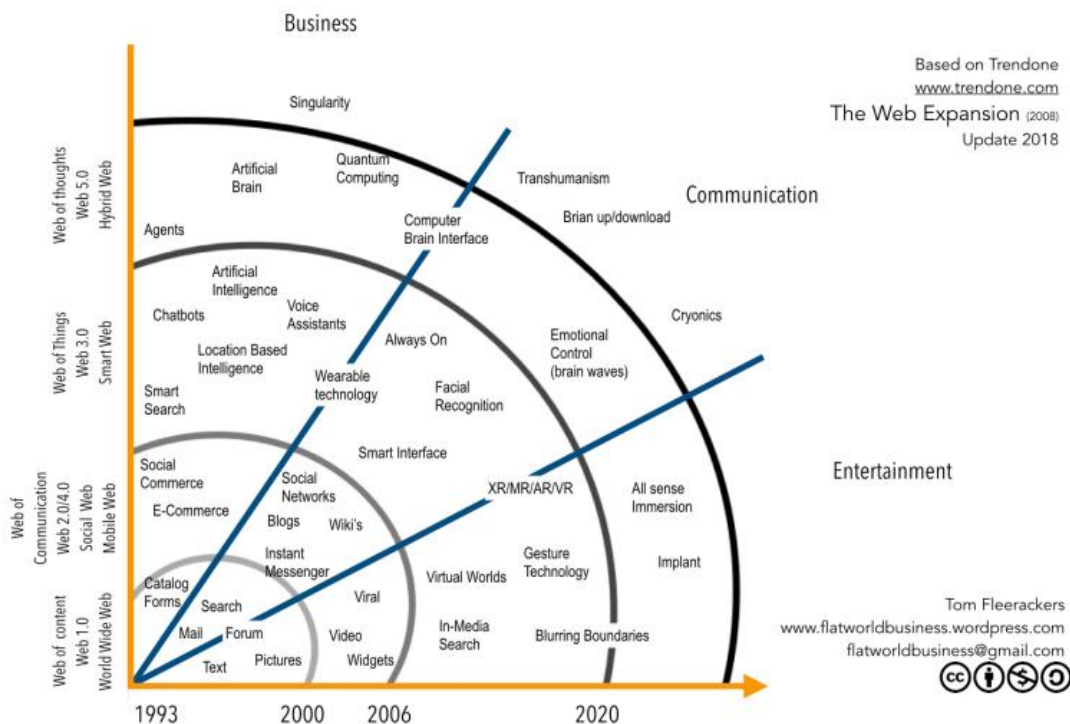 Business
Based on Trendone
www.trendone.com
The Web Expansion (2008)
Update 2018
Singularity
Web of thoughts
Web 5.0
Hybrid Web
Artificial
Brain
Quantum
Computing
Transhumanism
Communication
Brian up/download
Agents
Computer
Brain Interface
Web of Things
Web 3.0
Smart Web
Artificial
Intelligence
Chatbots
Voice
Assistants
Always On
Emotional
Control
(brain waves)
Cryonics
Location Based
Intelligence
Wearable
technology
Smart
Search
Facial
Recognition
Smart Interface
Web of
Communication
Web 2.0/4.0
Social Web
Mobile Web
Social
Commerce
E-Commerce
Social
Networks
Blogs
Wiki's
XR/MR/AR/VR
All sense
Immersion
Entertainment
Instant
Messenger
Viral
Virtual Worlds
Gesture
Technology
Implant
Web of content
Web 1.0
World Wide Web
Catalog
Forms
Search
Mail
Forum
Text
Pictures
Video
Widgets
In-Media
Search
Blurring Boundaries
Tom Fleerackers
www.flatworldbusiness.wordpress.com
flatworldbusiness@gmail.com
cc
1993
2000
2006
2020